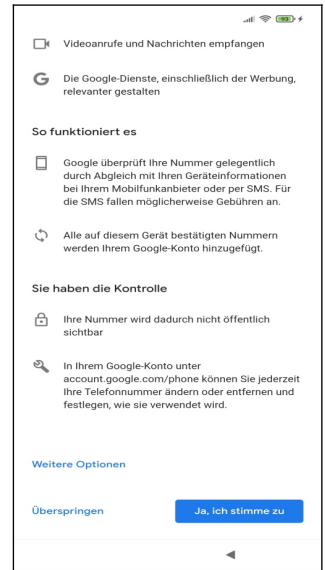 93
Videoanrufe und Nachrichten empfangen
Die Google-Dienste, einschließlich der Werbung,
relevanter gestalten
So funktioniert es
Google überprüft Ihre Nummer gelegentlich
durch Abgleich mit Ihren Geräteinformationen
bei Ihrem Mobilfunkanbieter oder per SMS. Für
die SMS fallen möglicherweise Gebühren an.
Alle auf diesem Gerät bestätigten Nummern
werden Ihrem Google-Konto hinzugefügt.
Sie haben die Kontrolle
Ihre Nummer wird dadurch nicht öffentlich
sichtbar
In Ihrem Google-Konto unter
account.google.com/phone können Sie jederzeit
Ihre Telefonnummer ändern oder entfernen und
festlegen, wie sie verwendet wird.
Weitere Optionen
Überspringen
Ja, ich stimme zu